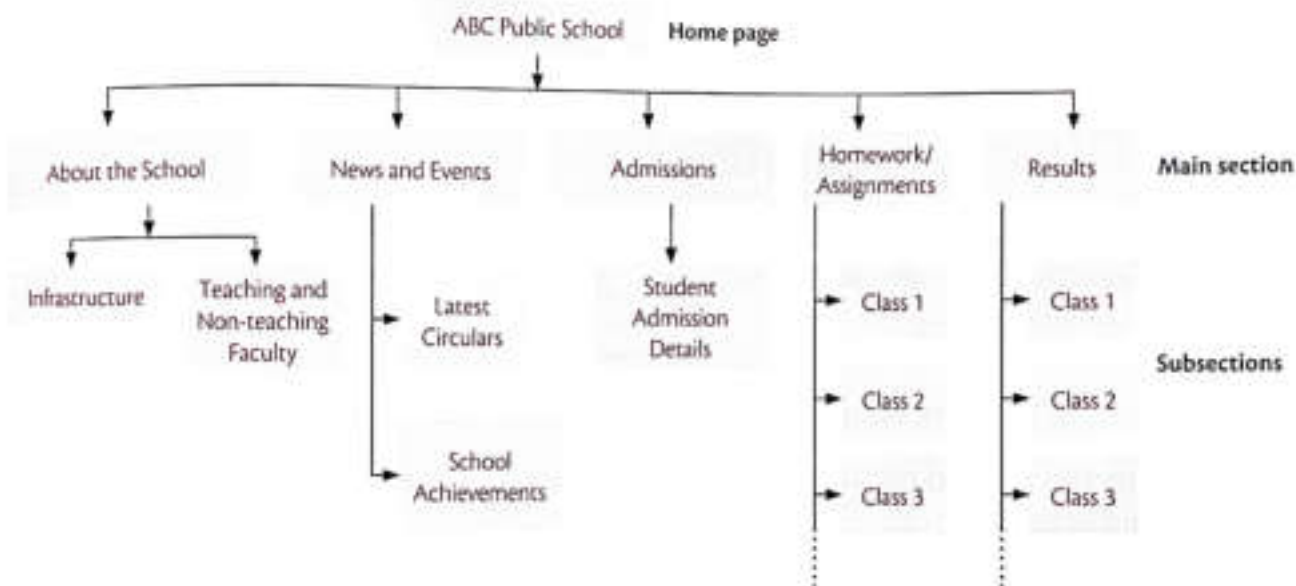 ABC Public School Home page
About the School
News and Events
Admissions
Homework/
Assignments
Results
Main section
Infrastructure
Teaching and
Non-teaching
Faculty
Latest
Circulars
School
Achievements
Student
Admission
Details
Class 1
Class 2
Class 3
Class 1
Class 2
Class 3
Subsections